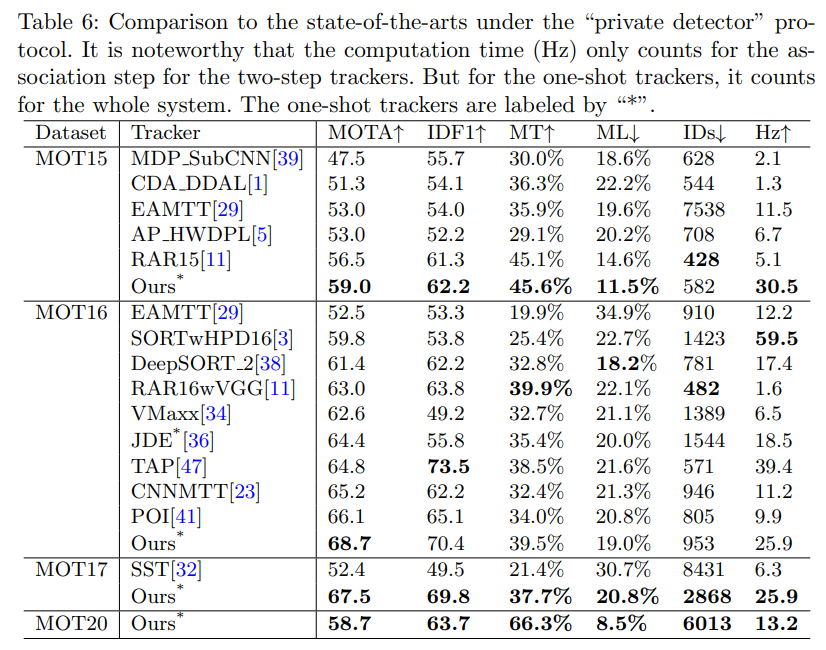 Table 6: Comparison to the state-of-the-arts under the “private detector” pro-
tocol. It is noteworthy that the computation time (Hz) only counts for the as-
sociation step for the two-step trackers. But for the one-shot trackers, it counts
for the whole system. The one-shot trackers are labeled by “*”.
Dataset Tracker MOTA↑ IDF1↑ MT↑ ML↓ IDs↓ Hz↑
MOT15 MDP_SubCNN[39] 47.5 55.7 30.0% 18.6% 628 2.1
CDA_DDAL[1] 51.3 54.1 36.3% 22.2% 544 1.3
EAMTT[29] 53.0 54.0 35.9% 19.6% 7538 11.5
AP_HWDPL[5] 53.0 52.2 29.1% 20.2% 708 6.7
RAR15[11] 56.5 61.3 45.1% 14.6% 428 5.1
Ours* 59.0 62.2 45.6% 11.5% 582 30.5
MOT16 EAMTT[29] 52.5 53.3 19.9% 34.9% 910 12.2
SORTwHPD16[3] 59.8 53.8 25.4% 22.7% 1423 59.5
DeepSORT_2[38] 61.4 62.2 32.8% 18.2% 781 17.4
RAR16wVGG[11] 63.0 63.8 39.9% 22.1% 482 1.6
VMaxx[34] 62.6 49.2 32.7% 21.1% 1389 6.5
JDE*[36] 64.4 55.8 35.4% 20.0% 1544 18.5
TAP[47] 64.8 73.5 38.5% 21.6% 571 39.4
CNNMTT[23] 65.2 62.2 32.4% 21.3% 946 11.2
POI[41] 66.1 65.1 34.0% 20.8% 805 9.9
Ours* 68.7 70.4 39.5% 19.0% 953 25.9
MOT17 SST[32] 52.4 49.5 21.4% 30.7% 8431 6.3
Ours* 67.5 69.8 37.7% 20.8% 2868 25.9
MOT20 Ours* 58.7 63.7 66.3% 8.5% 6013 13.2